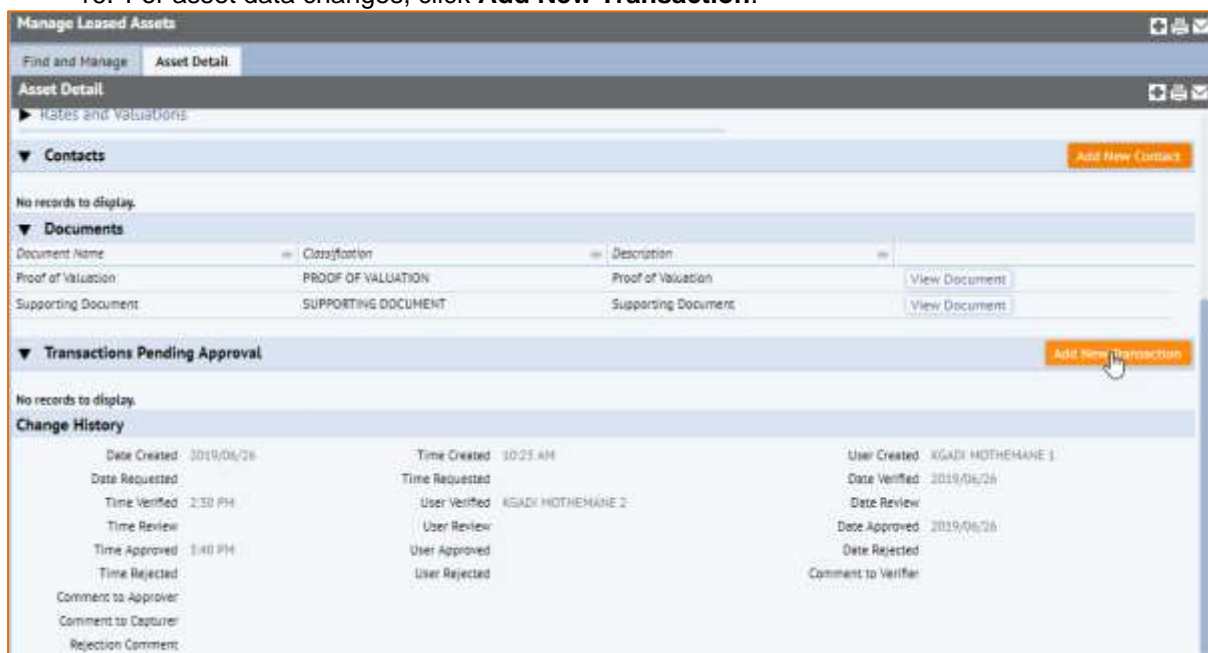 10. For asset data changes, click Add New Transaction.
Manage Leased Assets
Find and Manage Asset Detail
Asset Detail
Rates and Valuations
Contacts Add New Contact
No records to display.
Documents
Document Name Classification Description
Proof of Valuation PROOF OF VALUATION Proof of Valuation View Document
Supporting Document SUPPORTING DOCUMENT Supporting Document View Document
Transactions Pending Approval Add New Transaction
No records to display.
Change History
Date Created 2019/06/26 Time Created 10:25 AM User Created KGADI MOTHEMANE 1
Date Requested Time Requested Date Verified 2019/06/26
Time Verified 2:30 PM User Verified KGADI MOTHEMANE 2 Date Review
Time Review User Review Date Approved 2019/06/26
Time Approved 3:40 PM User Approved Date Rejected
Time Rejected User Rejected Comment to Verifier
Comment to Approver
Comment to Capturer
Rejection Comment